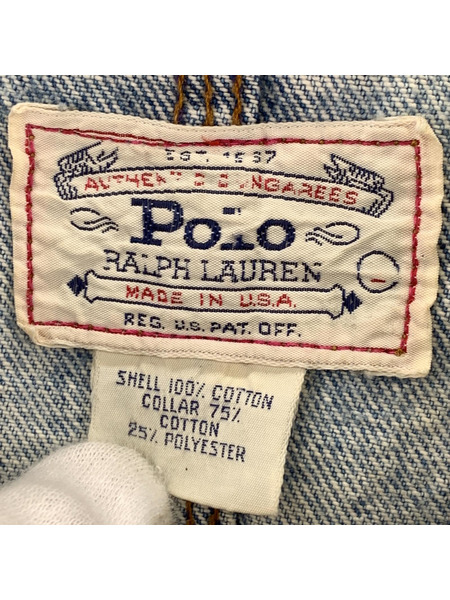 EST. 1967
AUTHENTIC DUNGAREES
Polo
RALPH LAUREN
MADE IN U.S.A.
REG. U.S. PAT. OFF.
SHELL 100% COTTON
COLLAR 75%
COTTON
25% POLYESTER